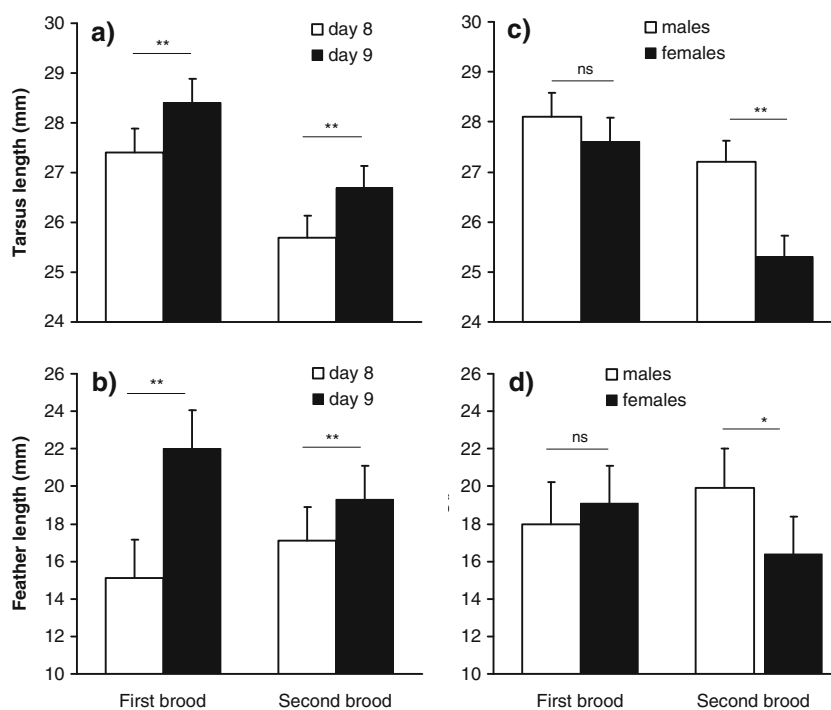 a)
day 8
day 9
**
**
Tarsus length (mm)
30
29
28
27
26
25
24
c)
males
females
ns
**
30
29
28
27
26
25
24
b)
day 8
day 9
**
**
Feather length (mm)
26
24
22
20
18
16
14
12
10
First brood
Second brood
d)
males
females
ns
*
26
24
22
20
18
16
14
12
10
First brood
Second brood